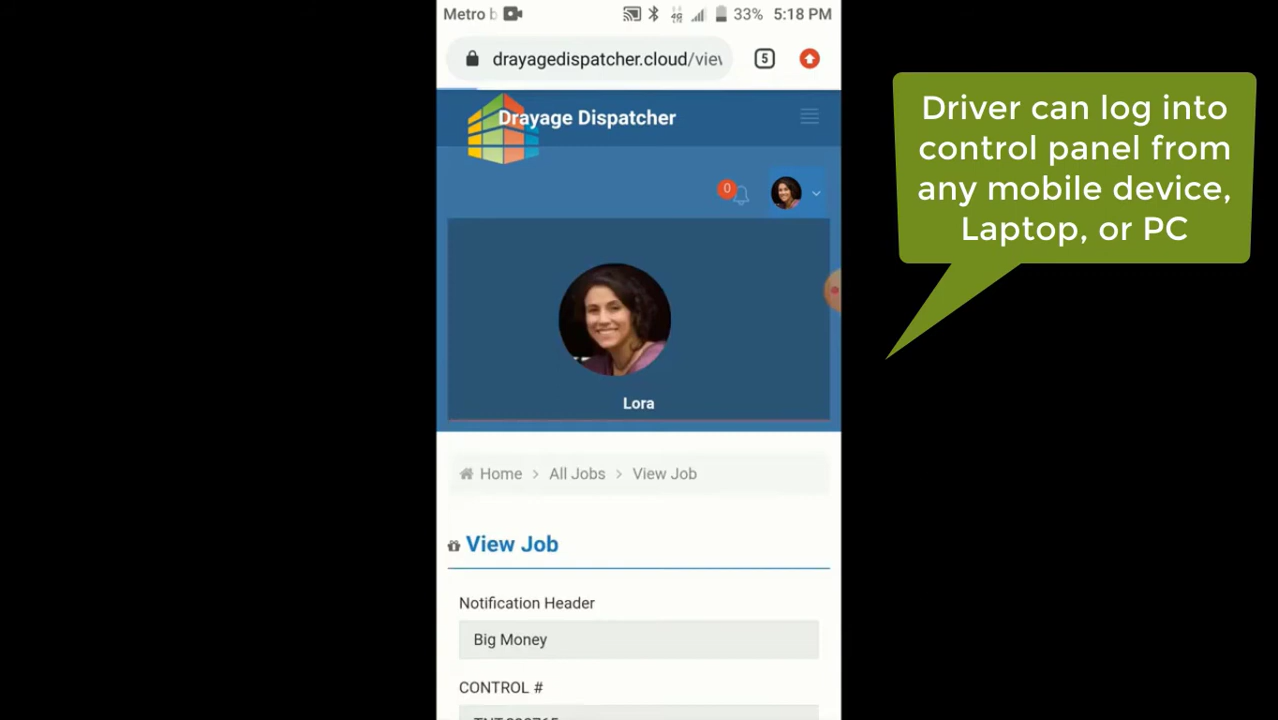 Metro b
33% 5:18 PM
drayagedispatcher.cloud/view
5
Drayage Dispatcher
0
Lora
Home > All Jobs > View Job
View Job
Notification Header
Big Money
CONTROL #
Driver can log into
control panel from
any mobile device,
Laptop, or PC